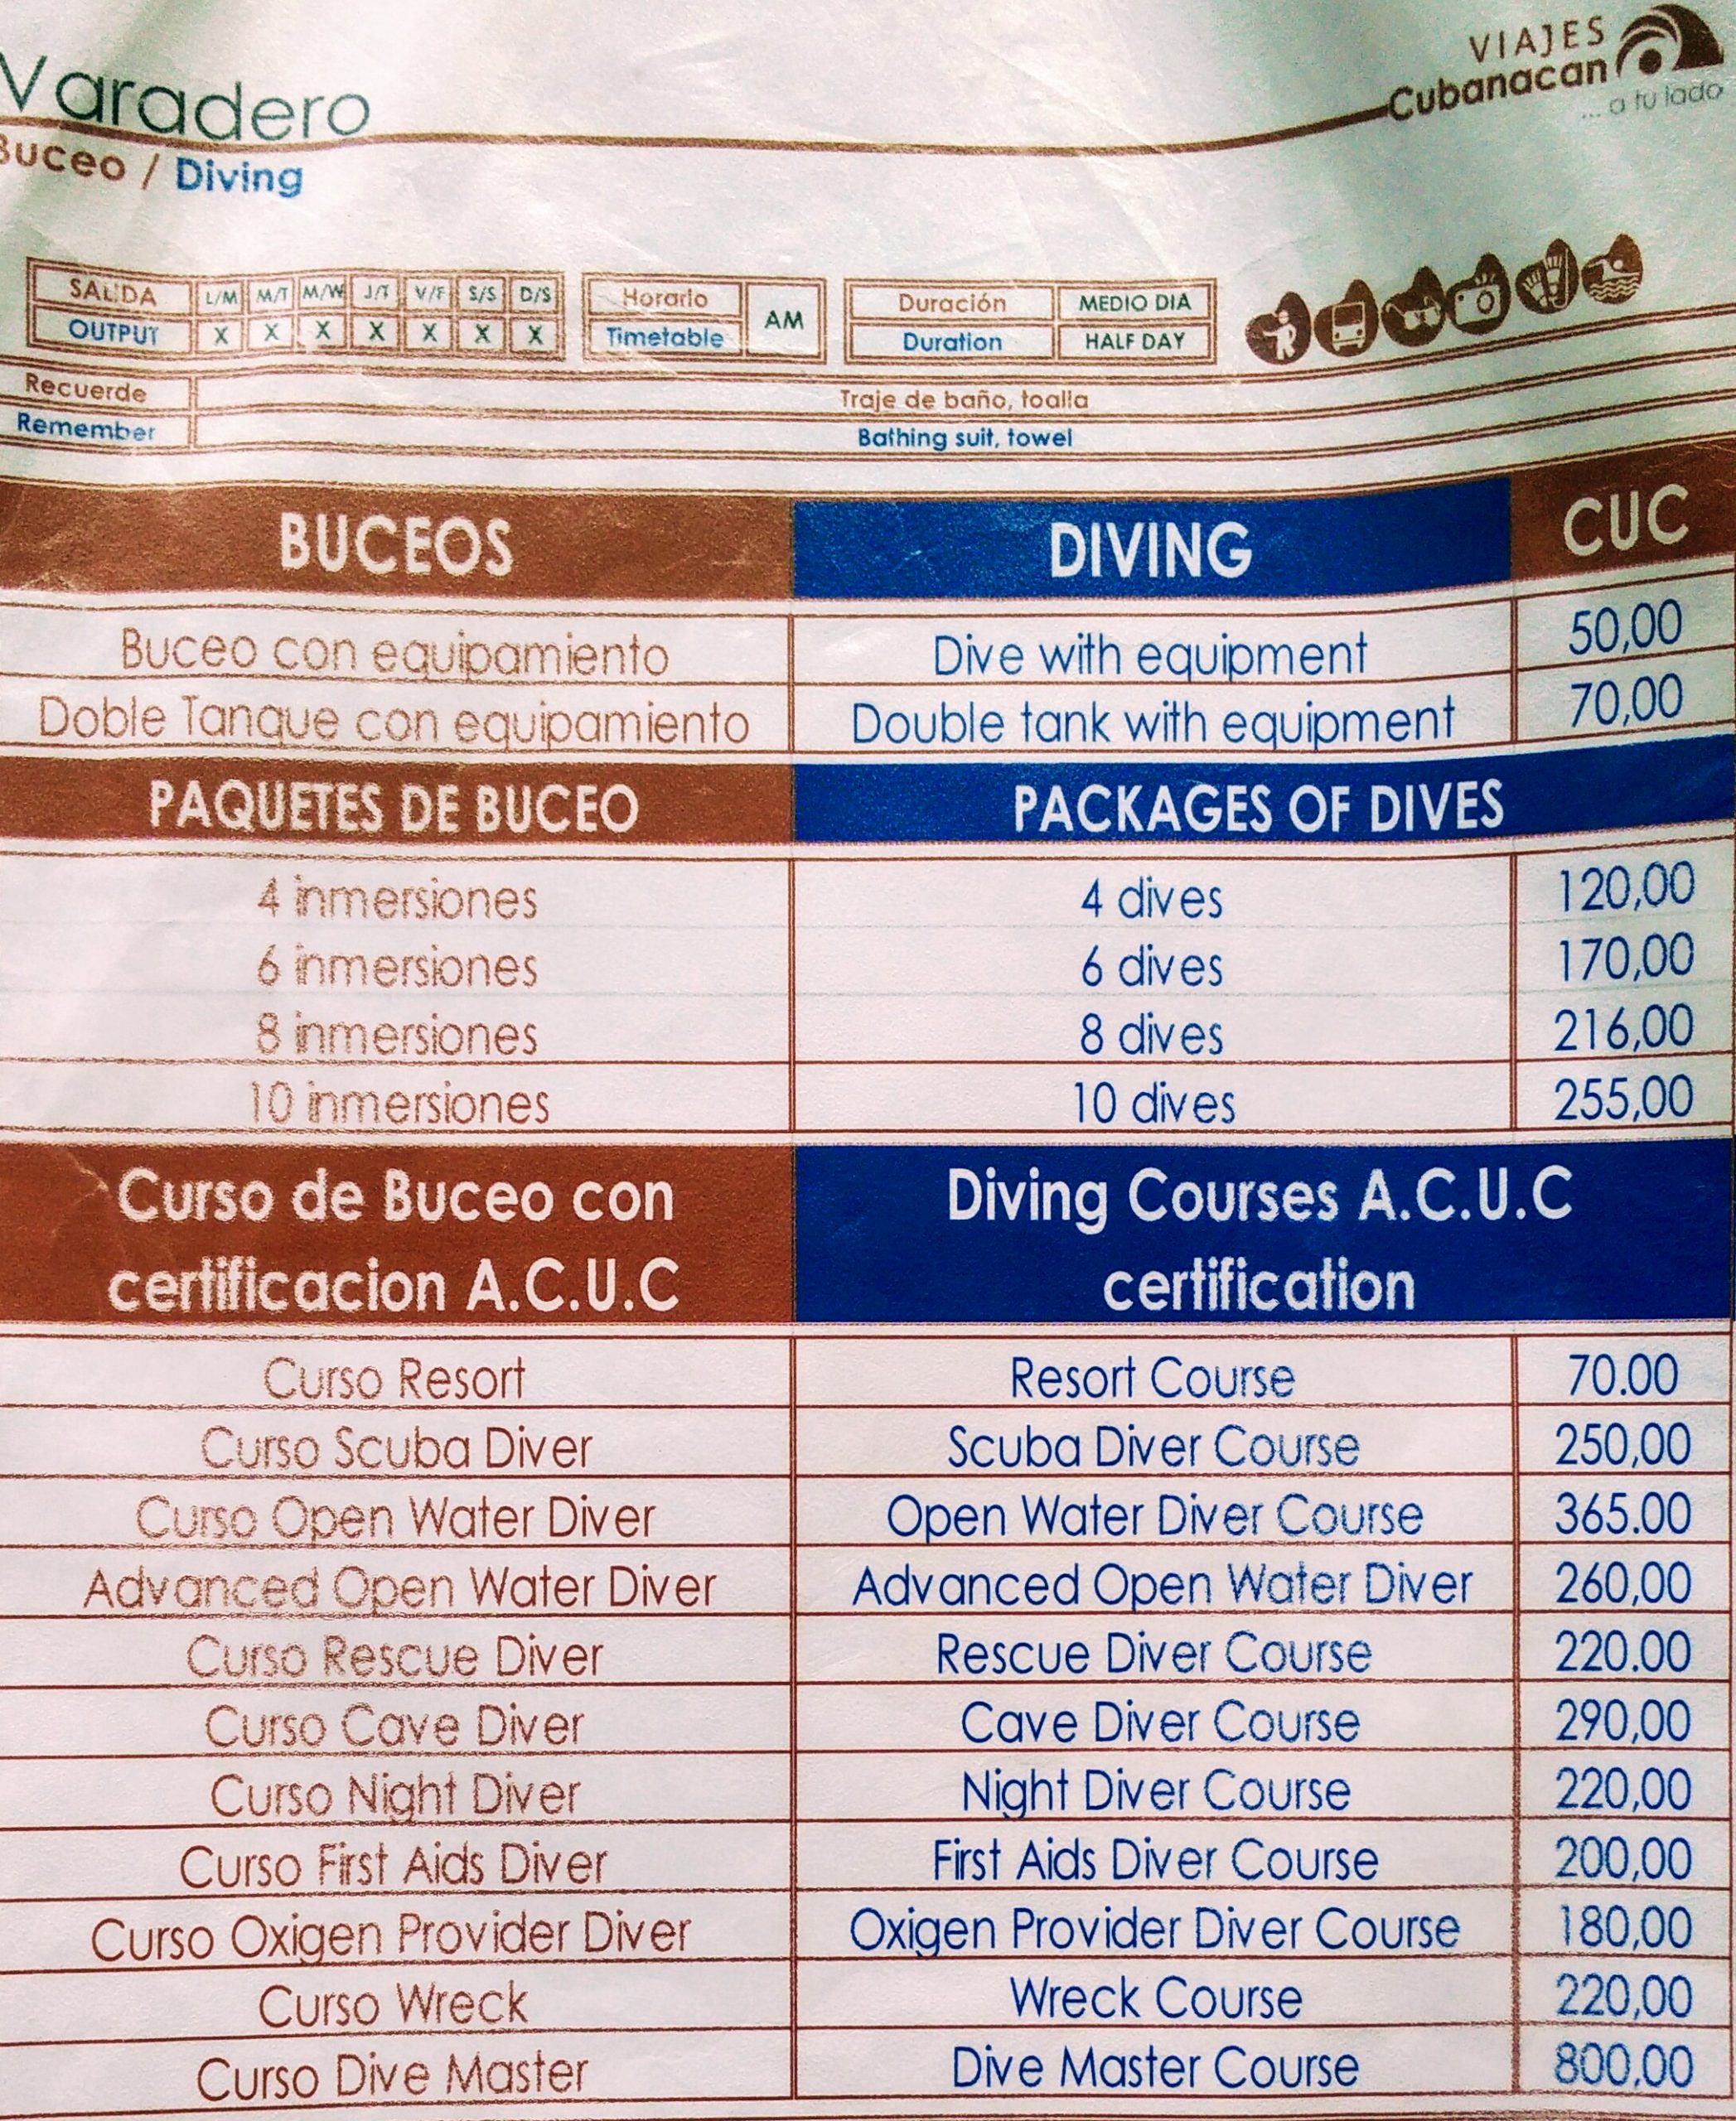 VIAJES
Cubanacan
... a tu lado
Varadero
Buceo / Diving
SALIDA L/M M/T M/W J/T V/F S/S D/S Horario AM Duración MEDIO DIA
OUTPUT X X X X X X X Timetable Duration HALF DAY
Recuerde Traje de baño, toalla
Remember Bathing suit, towel
BUCEOS DIVING CUC
Buceo con equipamiento Dive with equipment 50,00
Doble Tanque con equipamiento Double tank with equipment 70,00
PAQUETES DE BUCEO PACKAGES OF DIVES
4 inmersiones 4 dives 120,00
6 inmersiones 6 dives 170,00
8 inmersiones 8 dives 216,00
10 inmersiones 10 dives 255,00
Curso de Buceo con Diving Courses A.C.U.C
certificacion A.C.U.C certification
Curso Resort Resort Course 70.00
Curso Scuba Diver Scuba Diver Course 250,00
Curso Open Water Diver Open Water Diver Course 365.00
Advanced Open Water Diver Advanced Open Water Diver 260,00
Curso Rescue Diver Rescue Diver Course 220.00
Curso Cave Diver Cave Diver Course 290,00
Curso Night Diver Night Diver Course 220,00
Curso First Aids Diver First Aids Diver Course 200,00
Curso Oxigen Provider Diver Oxigen Provider Diver Course 180,00
Curso Wreck Wreck Course 220,00
Curso Dive Master Dive Master Course 800,00